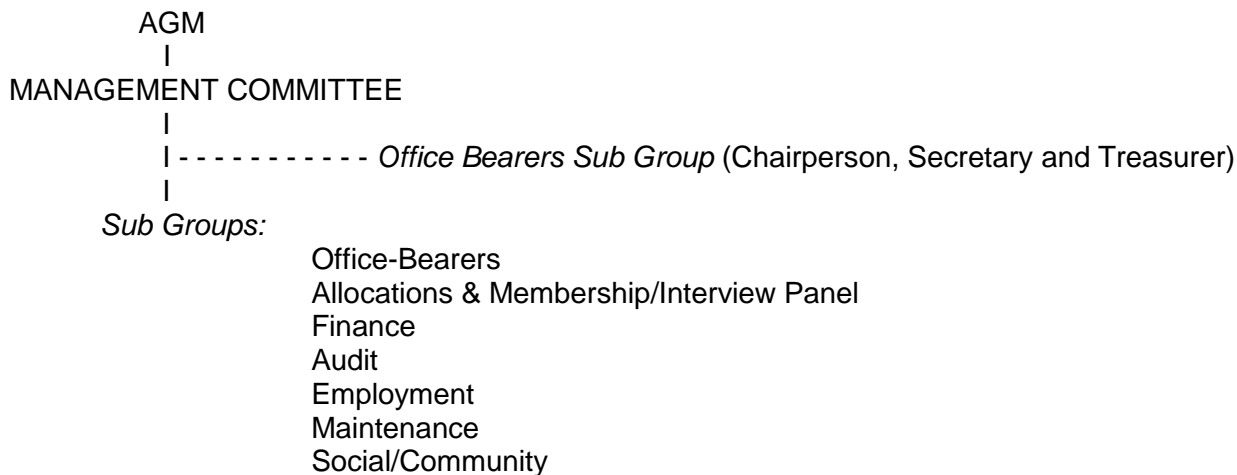 AGM
I
MANAGEMENT COMMITTEE
I
I - - - - - - - - - - - Office Bearers Sub Group (Chairperson, Secretary and Treasurer)
I
Sub Groups:
Office-Bearers
Allocations & Membership/Interview Panel
Finance
Audit
Employment
Maintenance
Social/Community